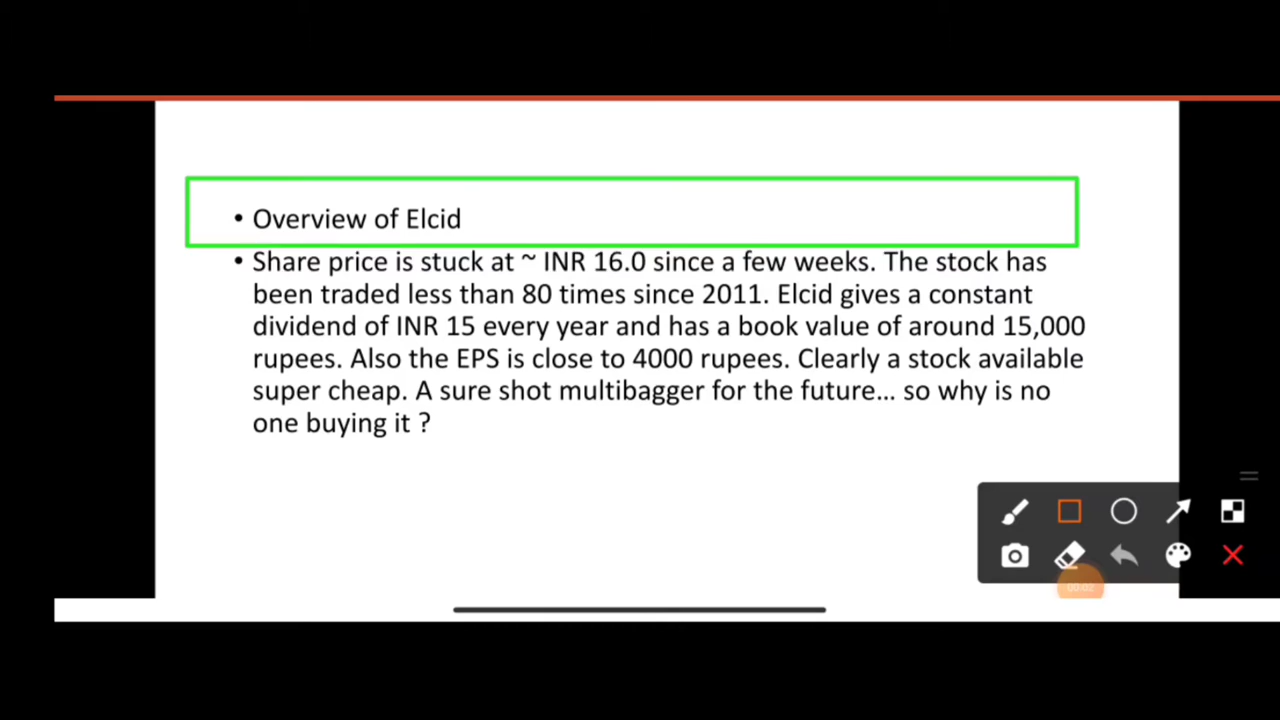 • Overview of Elcid
• Share price is stuck at ~ INR 16.0 since a few weeks. The stock has
been traded less than 80 times since 2011. Elcid gives a constant
dividend of INR 15 every year and has a book value of around 15,000
rupees. Also the EPS is close to 4000 rupees. Clearly a stock available
super cheap. A sure shot multibagger for the future... so why is no
one buying it ?
00:02